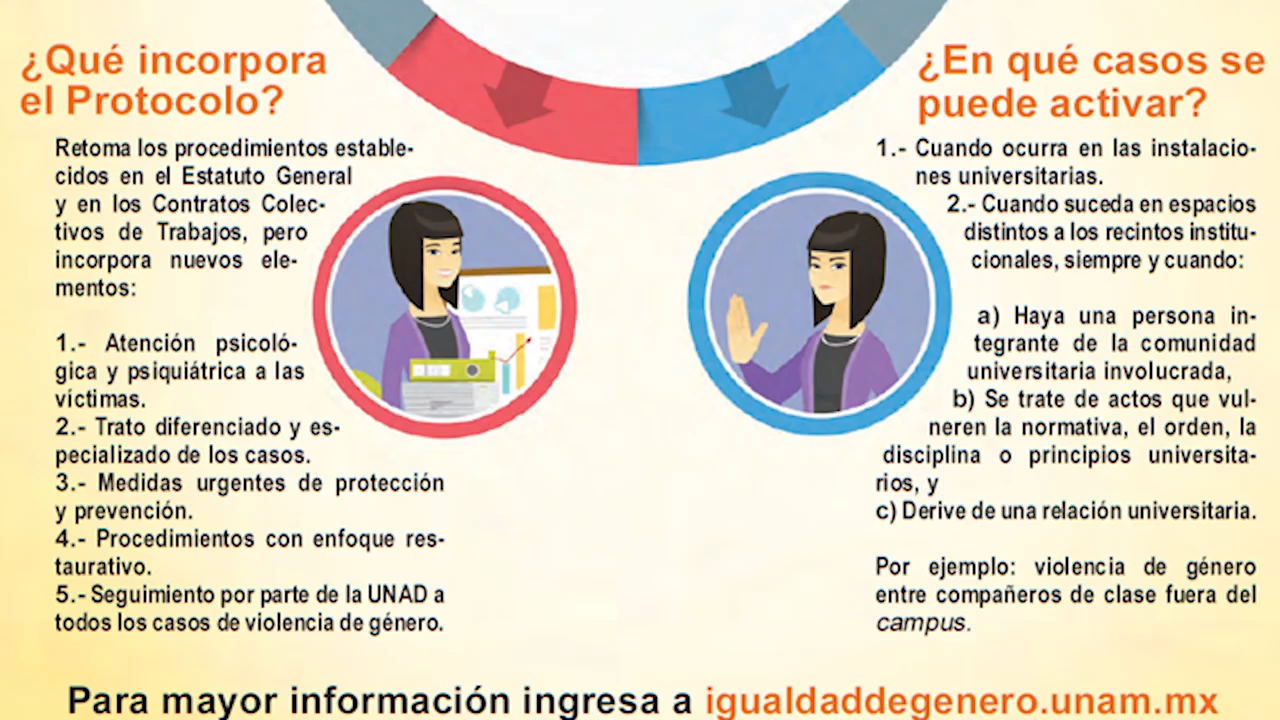 ¿Qué incorpora
el Protocolo?
Retoma los procedimientos estable-
cidos en el Estatuto General
y en los Contratos Colec-
tivos de Trabajos, pero
incorpora nuevos ele-
mentos:
1.- Atención psicoló-
gica y psiquiátrica a las
víctimas.
2.- Trato diferenciado y es-
pecializado de los casos.
3.- Medidas urgentes de protección
y prevención.
4.- Procedimientos con enfoque res-
taurativo.
5.- Seguimiento por parte de la UNAD a
todos los casos de violencia de género.
¿En qué casos se
puede activar?
1.- Cuando ocurra en las instalacio-
nes universitarias.
2.- Cuando suceda en espacios
distintos a los recintos institu-
cionales, siempre y cuando:
a) Haya una persona in-
tegrante de la comunidad
universitaria involucrada,
b) Se trate de actos que vul-
neren la normativa, el orden, la
disciplina o principios universita-
rios, y
c) Derive de una relación universitaria.
Por ejemplo: violencia de género
entre compañeros de clase fuera del
campus.
Para mayor información ingresa a igualdaddegenero.unam.mx